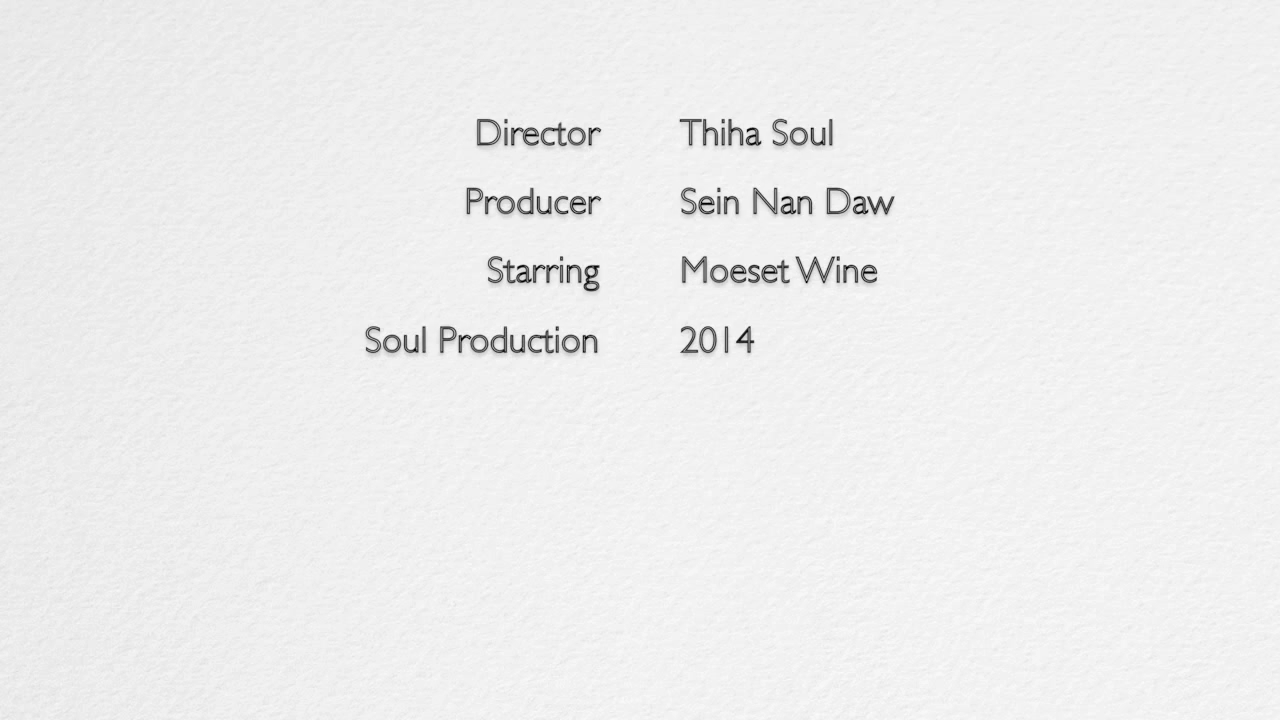 Director Thiha Soul
Producer Sein Nan Daw
Starring Moeset Wine
Soul Production 2014